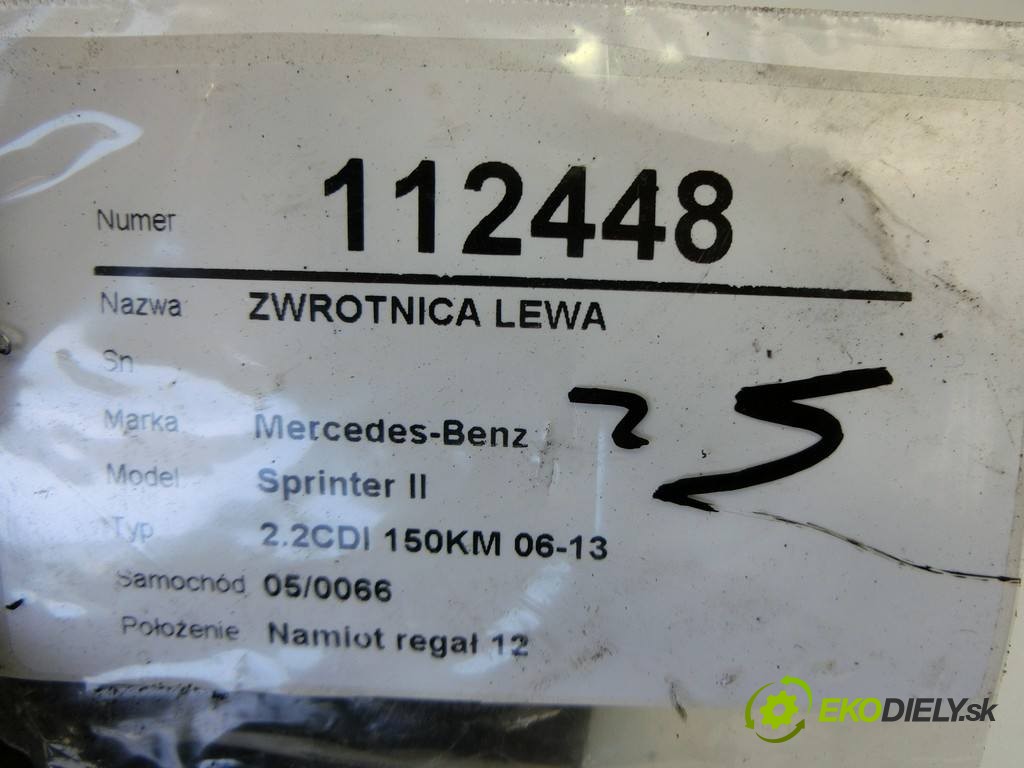 Numer 112448
Nazwa ZWROTNICA LEWA
Sn
Marka Mercedes-Benz
Model Sprinter II
Typ 2.2CDI 150KM 06-13
Samochód 05/0066
Położenie Namiot regał 12
25
EKODIELY.sk